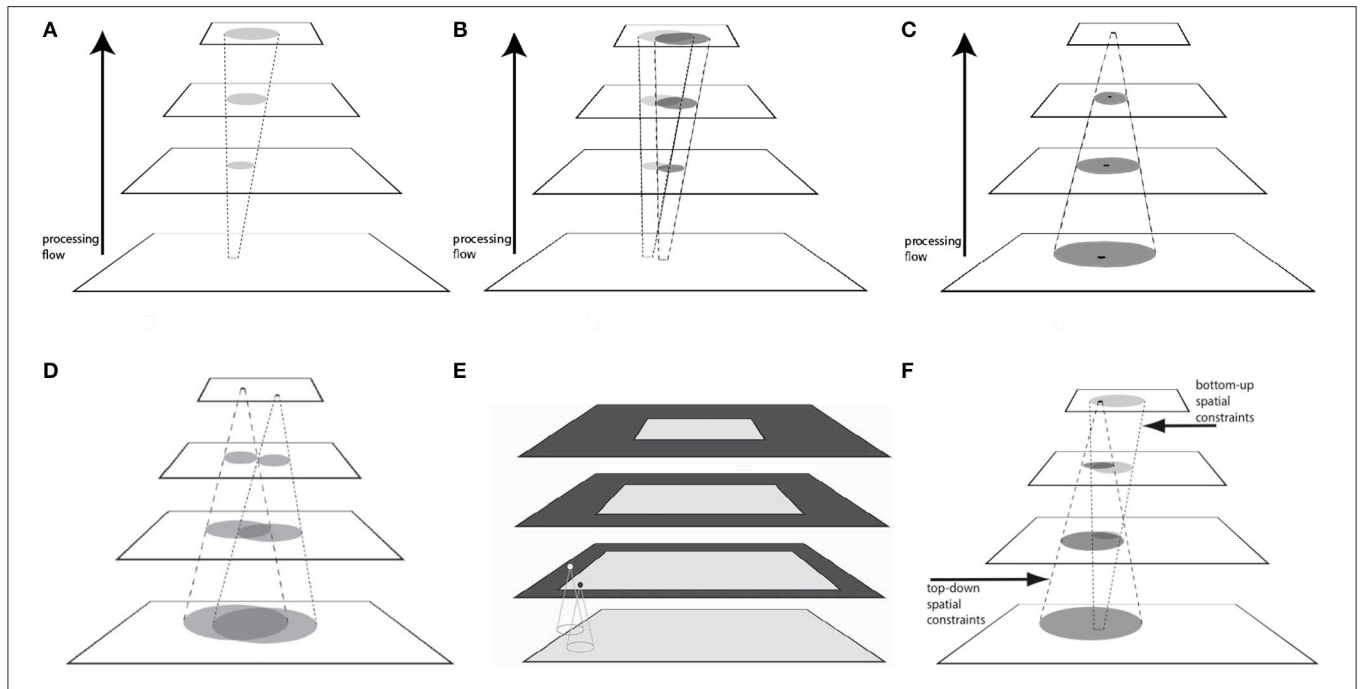 A
processing
flow
B
processing
flow
C
processing
flow
a
b
c
D
E
F
bottom-up
spatial
constraints
top-down
spatial
constraints